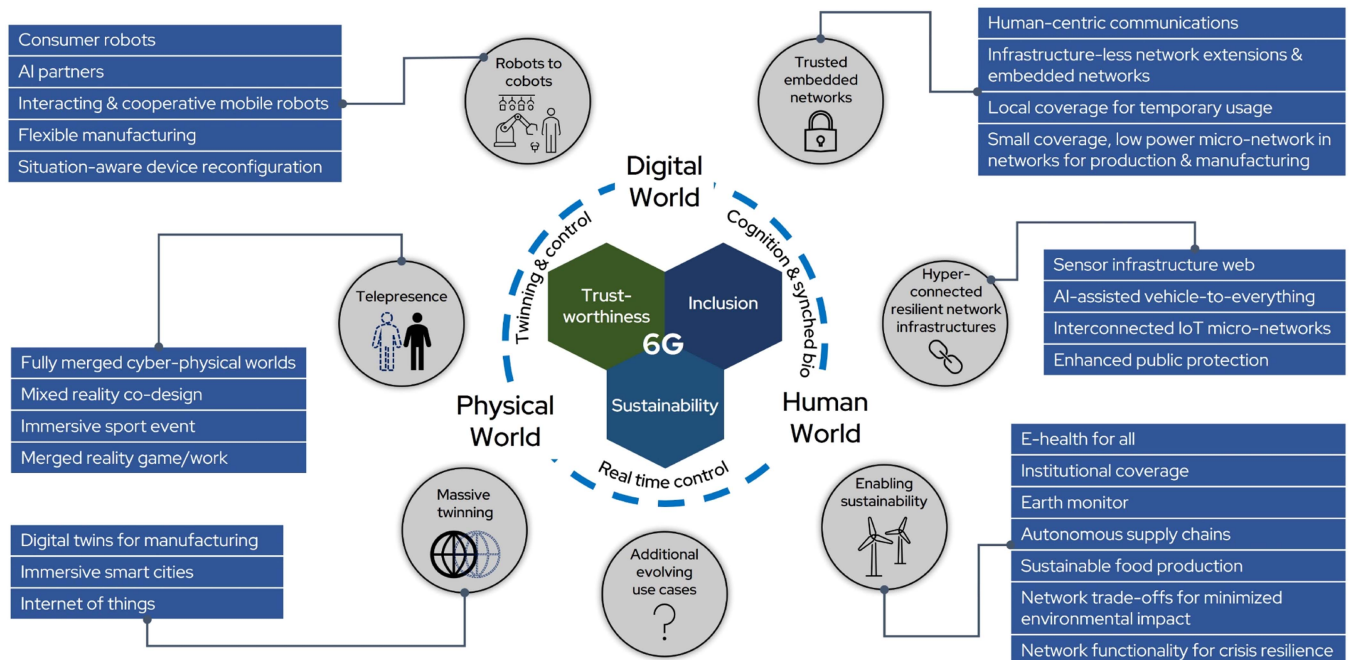 Consumer robots
AI partners
Interacting & cooperative mobile robots
Flexible manufacturing
Situation-aware device reconfiguration
Robots to
cobots
Trusted
embedded
networks
Human-centric communications
Infrastructure-less network extensions &
embedded networks
Local coverage for temporary usage
Small coverage, low power micro-network in
networks for production & manufacturing
Digital
World
Twinning & control
Cognition & synched bio
Trust-
worthiness
Inclusion
6G
Sustainability
Physical
World
Human
World
Real time control
Telepresence
Fully merged cyber-physical worlds
Mixed reality co-design
Immersive sport event
Merged reality game/work
Hyper-
connected
resilient network
infrastructures
Sensor infrastructure web
AI-assisted vehicle-to-everything
Interconnected IoT micro-networks
Enhanced public protection
Massive
twinning
Digital twins for manufacturing
Immersive smart cities
Internet of things
Additional
evolving
use cases
?
Enabling
sustainability
E-health for all
Institutional coverage
Earth monitor
Autonomous supply chains
Sustainable food production
Network trade-offs for minimized
environmental impact
Network functionality for crisis resilience